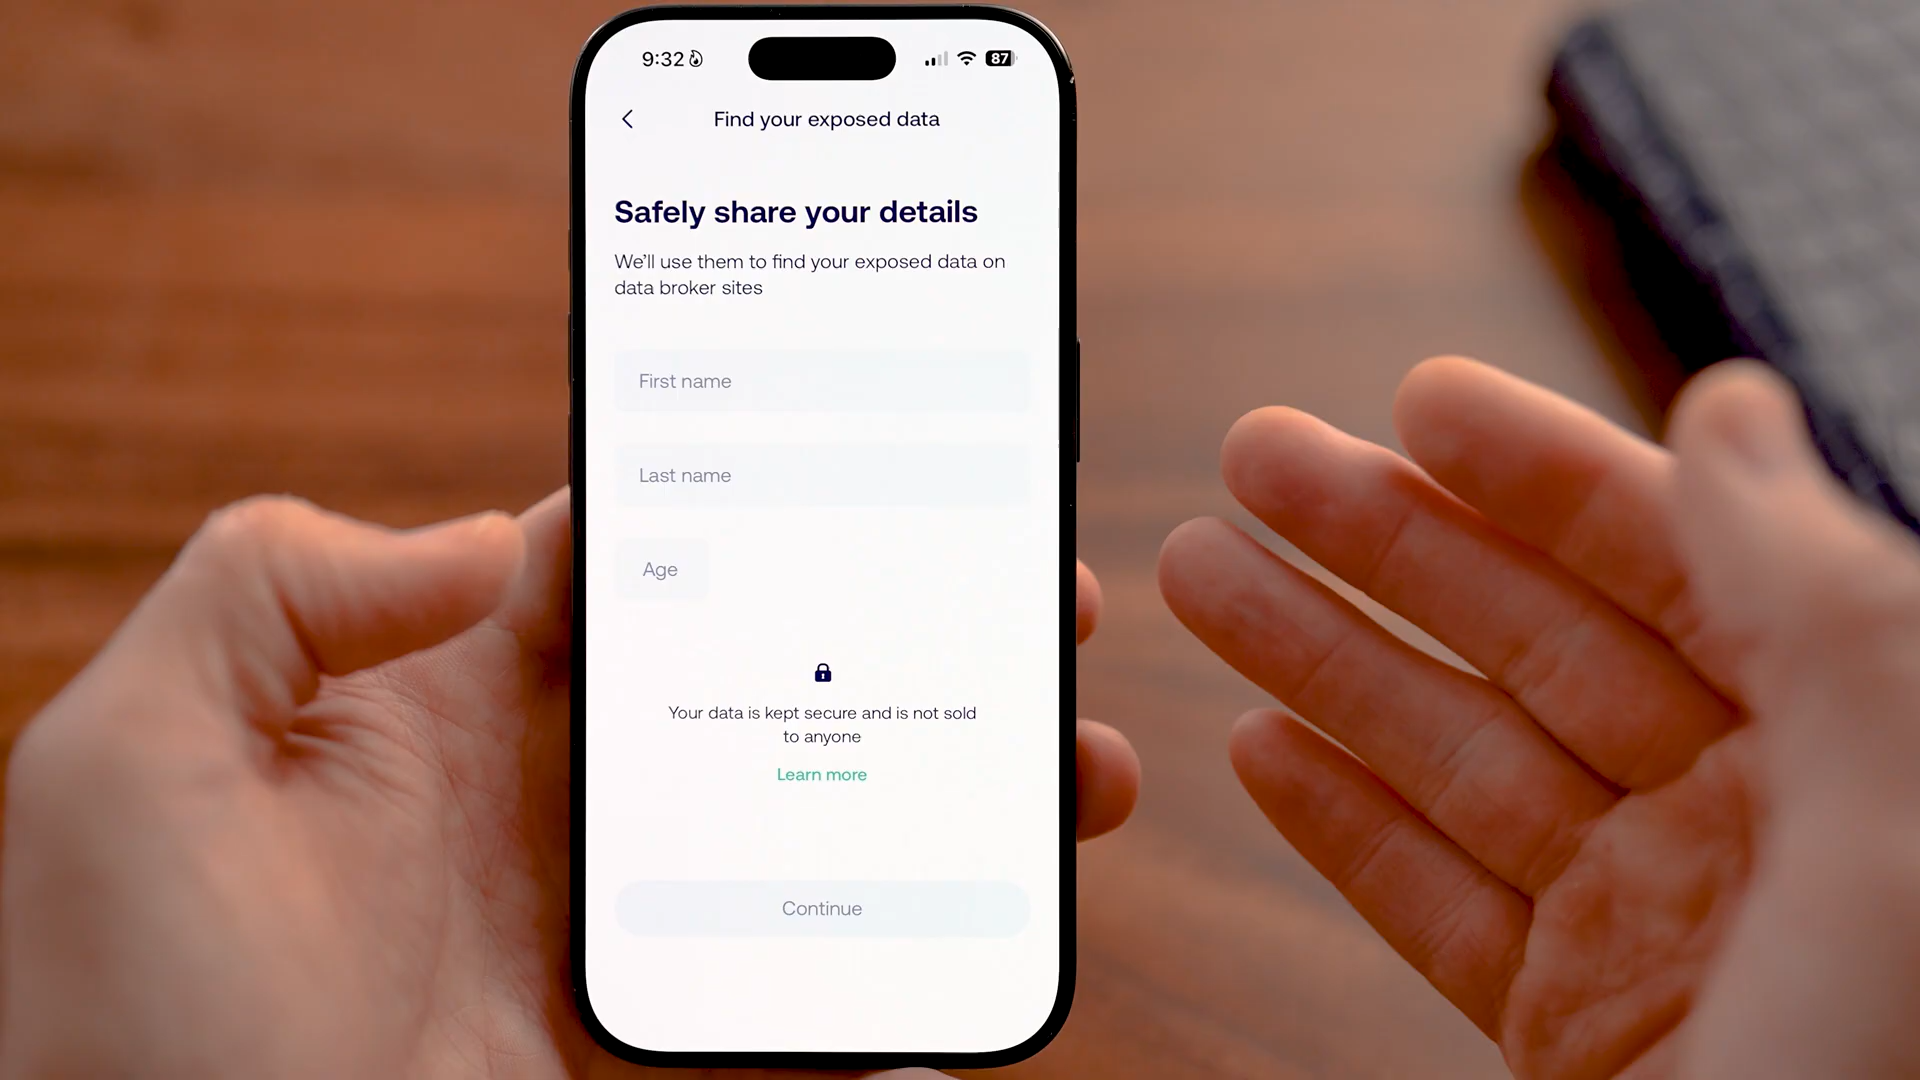 9:32
87
Find your exposed data
Safely share your details
We'll use them to find your exposed data on
data broker sites
First name
Last name
Age
Your data is kept secure and is not sold
to anyone
Learn more
Continue